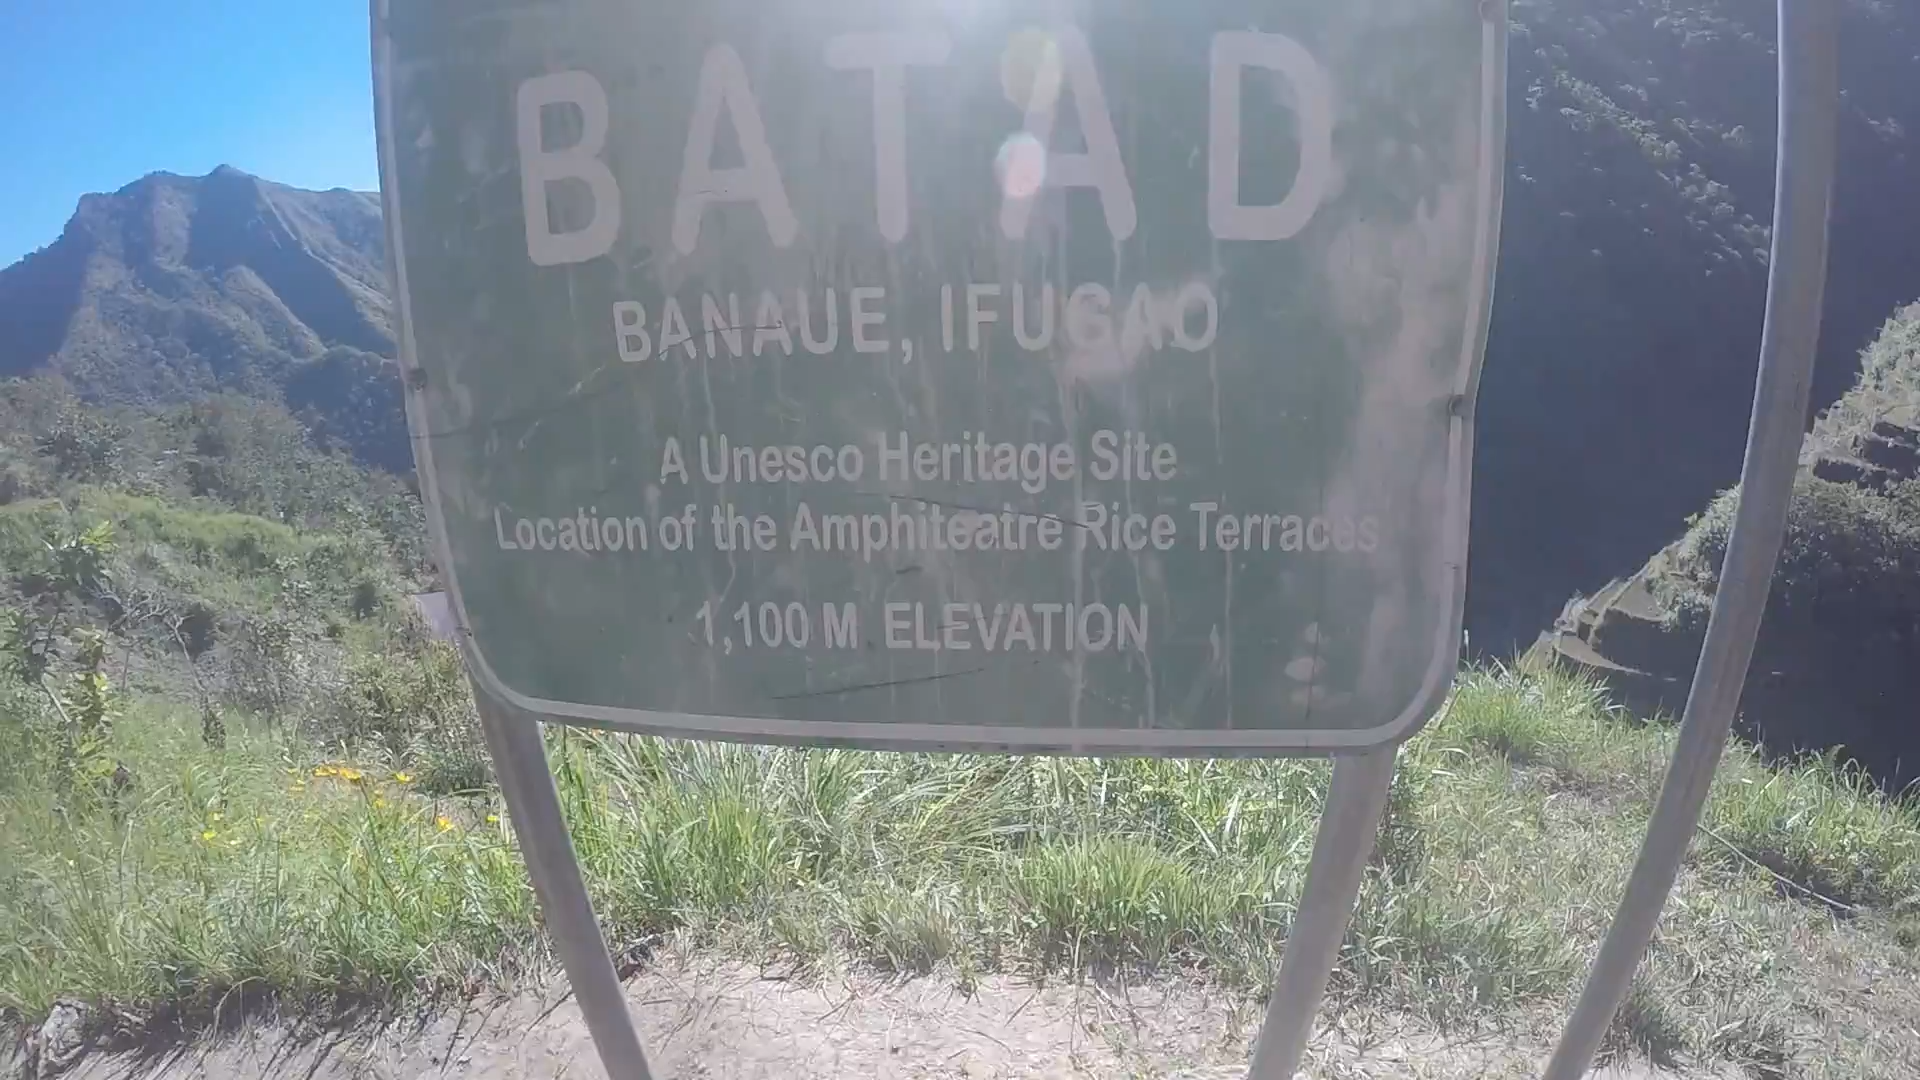 BATAD
BANAUE, IFUGAO
A Unesco Heritage Site
Location of the Amphiteatre Rice Terraces
1,100 M ELEVATION